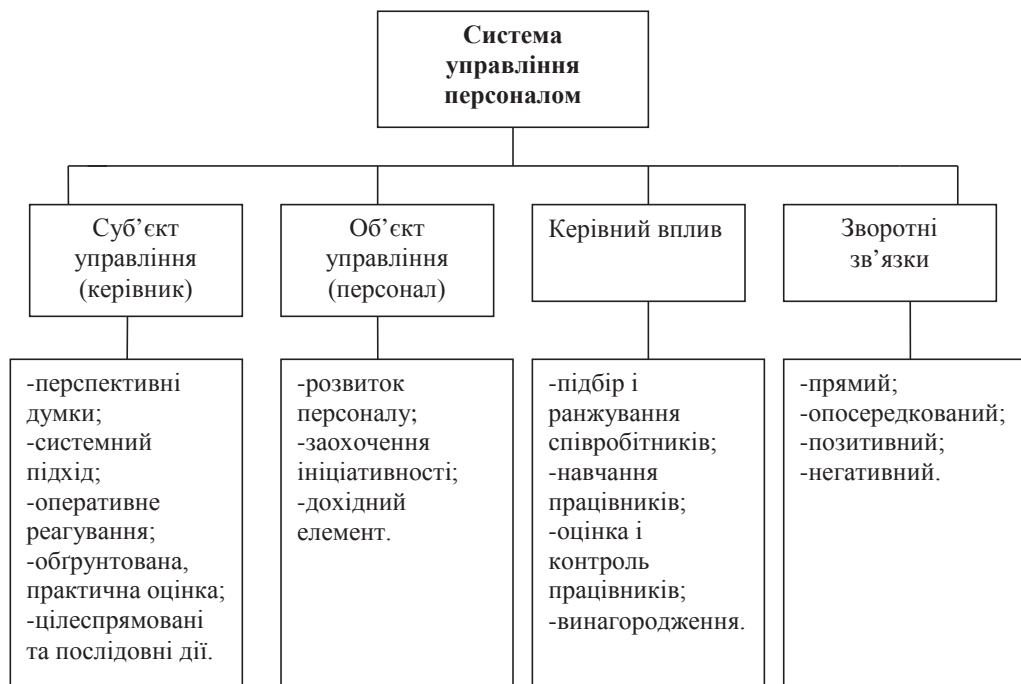 Система
управління
персоналом
Суб’єкт
управління
(керівник)
Об’єкт
управління
(персонал)
Керівний вплив
Зворотні
зв’язки
-перспективні
думки;
-системний
підхід;
-оперативне
реагування;
-обґрунтована,
практична оцінка;
-цілеспрямовані
та послідовні дії.
-розвиток
персоналу;
-заохочення
ініціативності;
-дохідний
елемент.
-підбір і
ранжування
співробітників;
-навчання
працівників;
-оцінка і
контроль
працівників;
-винагородження.
-прямий;
-опосередкований;
-позитивний;
-негативний.